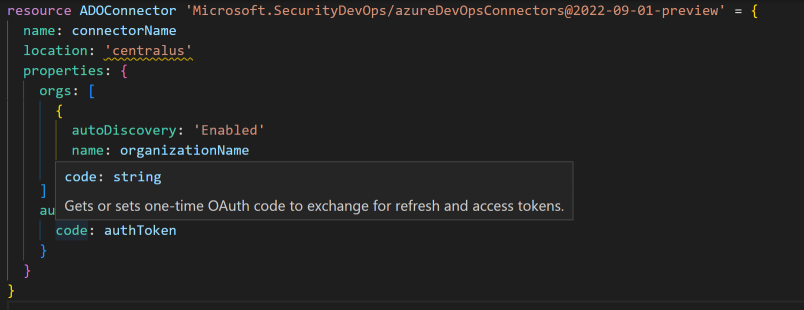 resource ADOConnector 'Microsoft.SecurityDevOps/azureDevOpsConnectors@2022-09-01-preview' = {
name: connectorName
location: 'centralus'
properties: {
orgs: [
{
autoDiscovery: 'Enabled'
name: organizationName
code: string
]
Gets or sets one-time OAuth code to exchange for refresh and access tokens.
au
code: authToken
}
}
}